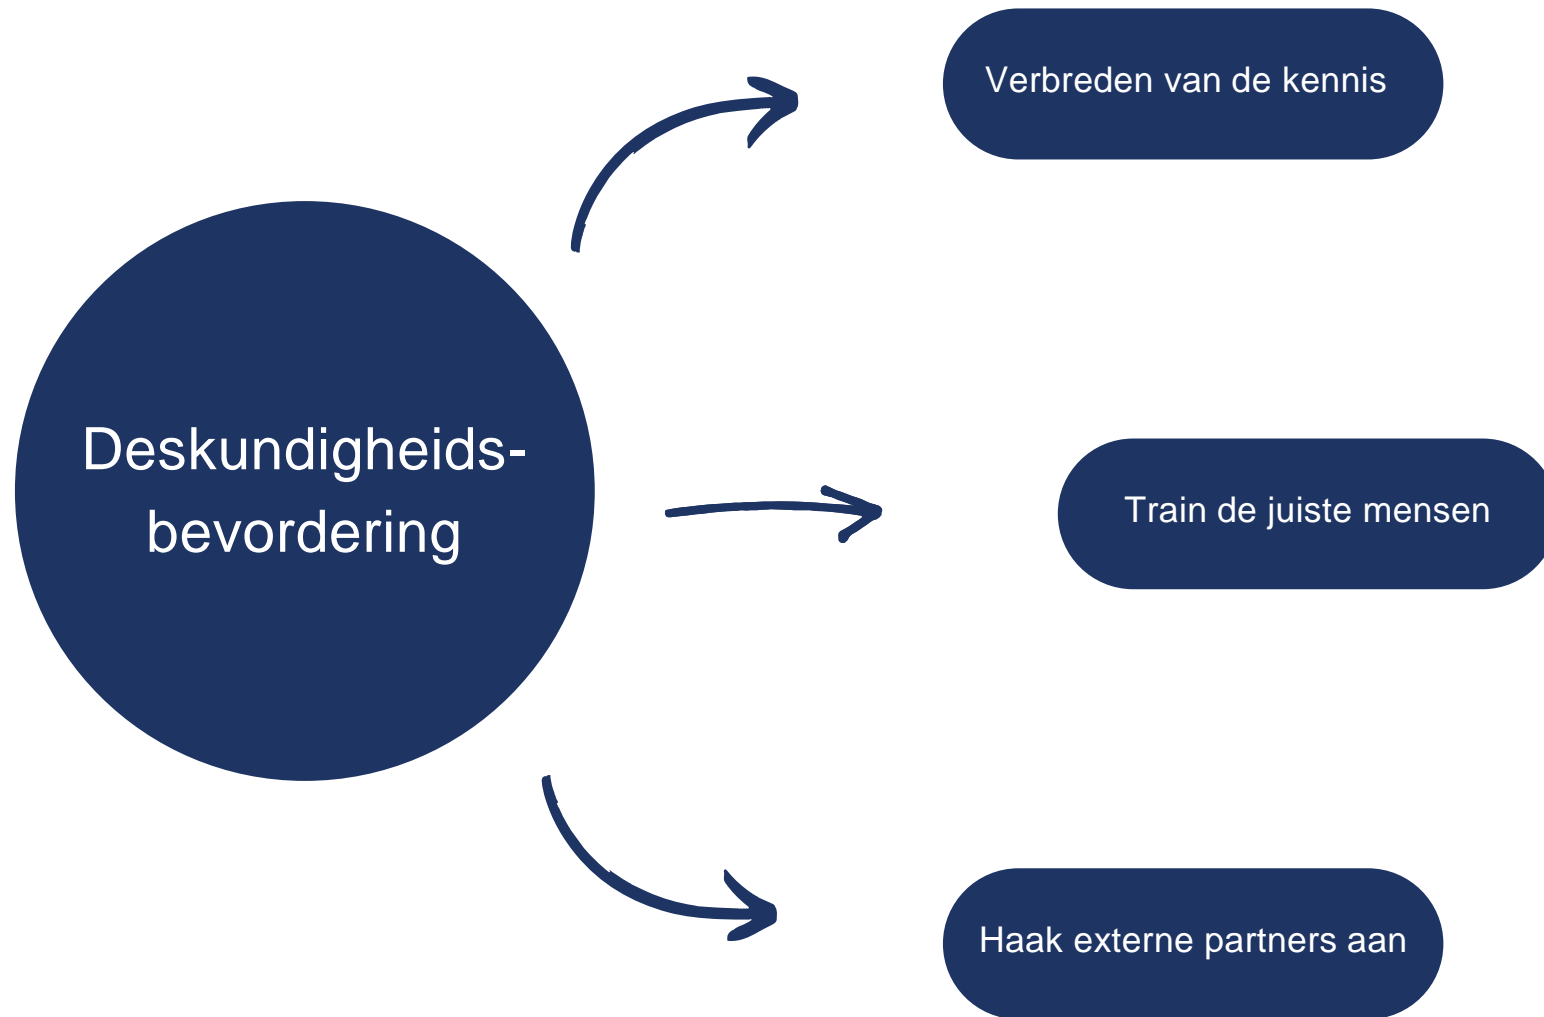 Verbreden van de kennis
Deskundigheids-
bevordering
Train de juiste mensen
Haak externe partners aan